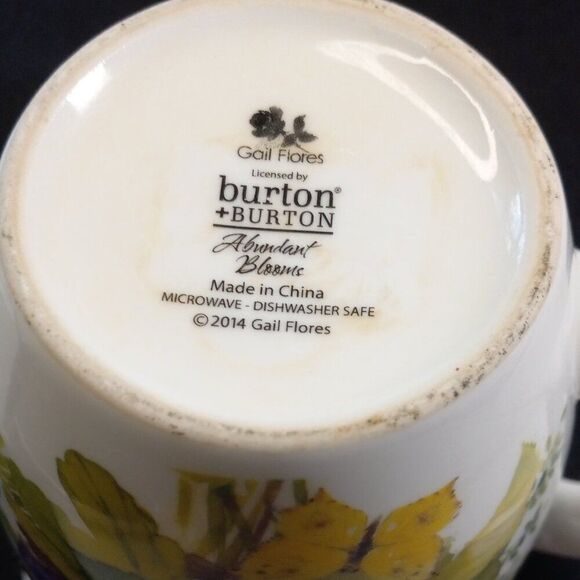 Gail Flores
Licensed by
burton®
+BURTON
Abundant
Blooms
Made in China
MICROWAVE - DISHWASHER SAFE
©2014 Gail Flores